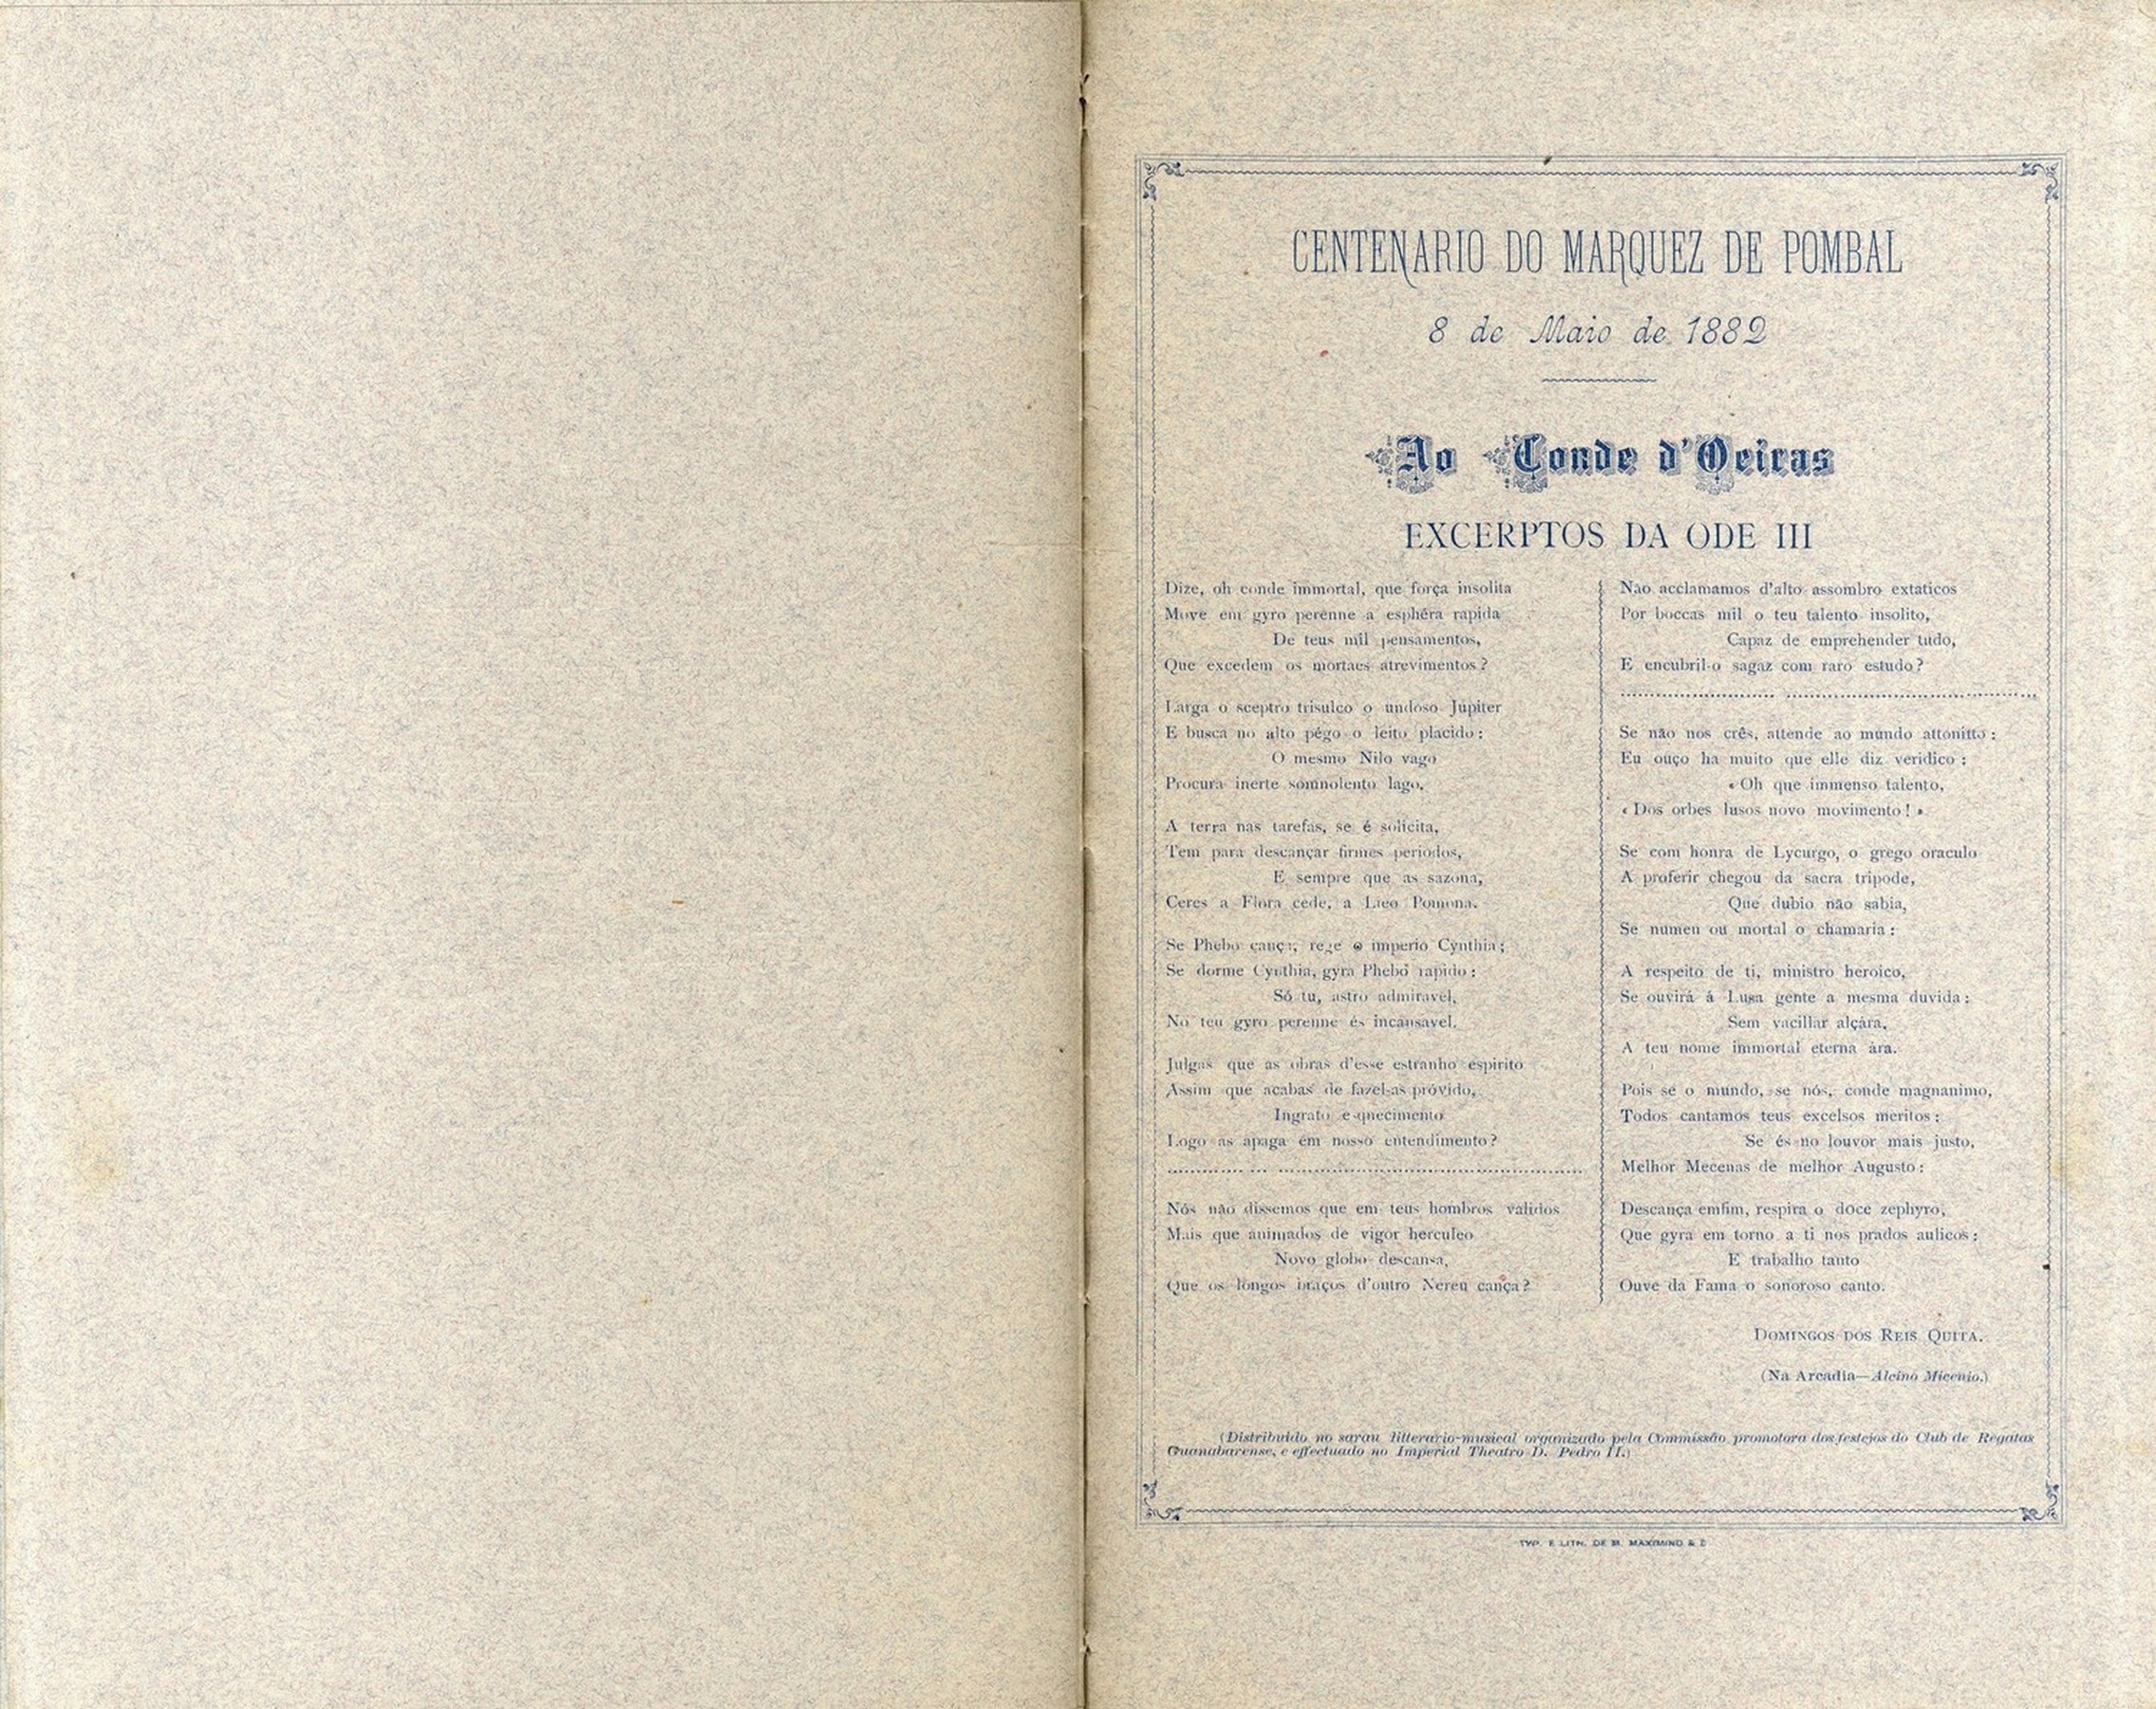 CENTENARIO DO MARQUEZ DE POMBAL
8 de Maio de 1882
Ao Conde d'Oeiras
EXCERPTOS DA ODE III
Dize, oh conde immortal, que força insolita
Move em gyro perenne a esphéra rapida
De teus mil pensamentos,
Que excedem os mortaes atrevimentos?
Larga o sceptro trisulco o undoso Jupiter
E busca no alto pégo o leito placido:
O mesmo Nilo vago
Procura inerte somnolento lago.
A terra nas tarefas, se é solicita,
Tem para descançar firmes periodos,
E sempre que as sazona,
Ceres a Flora cede, a Lieo Pomona.
Se Phebo cança, rege o imperio Cynthia;
Se dorme Cynthia, gyra Phebo rapido:
Só tu, astro admiravel,
No teu gyro perenne és incansavel.
Julgas que as obras d'esse estranho espirito
Assim que acabas de fazel-as próvido,
Ingrato esquecimento
Logo as apaga em nosso entendimento?
Nós não dissemos que em teus hombros validos
Mais que animados de vigor herculeo
Novo globo descansa,
Que os longos braços d'outro Nereu cança?
Não acclamamos d'alto assombro extaticos
Por boccas mil o teu talento insolito,
Capaz de emprehender tudo,
E encubril-o sagaz com raro estudo?
Se não nos crês, attende ao mundo attonitto:
Eu ouço ha muito que elle diz veridico:
«Oh que immenso talento,
«Dos orbes lusos novo movimento!»
Se com honra de Lycurgo, o grego oraculo
A proferir chegou da sacra tripode,
Que dubio não sabia,
Se numen ou mortal o chamaria:
A respeito de ti, ministro heroico,
Se ouvirá á Lusa gente a mesma duvida:
Sem vacillar alçára,
A teu nome immortal eterna ára.
Pois se o mundo, se nós, conde magnanimo,
Todos cantamos teus excelsos meritos;
Se és no louvor mais justo,
Melhor Mecenas de melhor Augusto:
Descança emfim, respira o doce zephyro,
Que gyra em torno a ti nos prados aulicos:
E trabalho tanto
Ouve da Fama o sonoroso canto.
DOMINGOS DOS REIS QUITA.
(Na Arcadia—Alcino Micenio.)
(Distribuido no sarau litterario-musical organizado pela Commissão promotora dos festejos do Club de Regatas
Guanabarense, e effectuado no Imperial Theatro D. Pedro II.)
TYP. E LITH. DE M. MAXIMINO & C